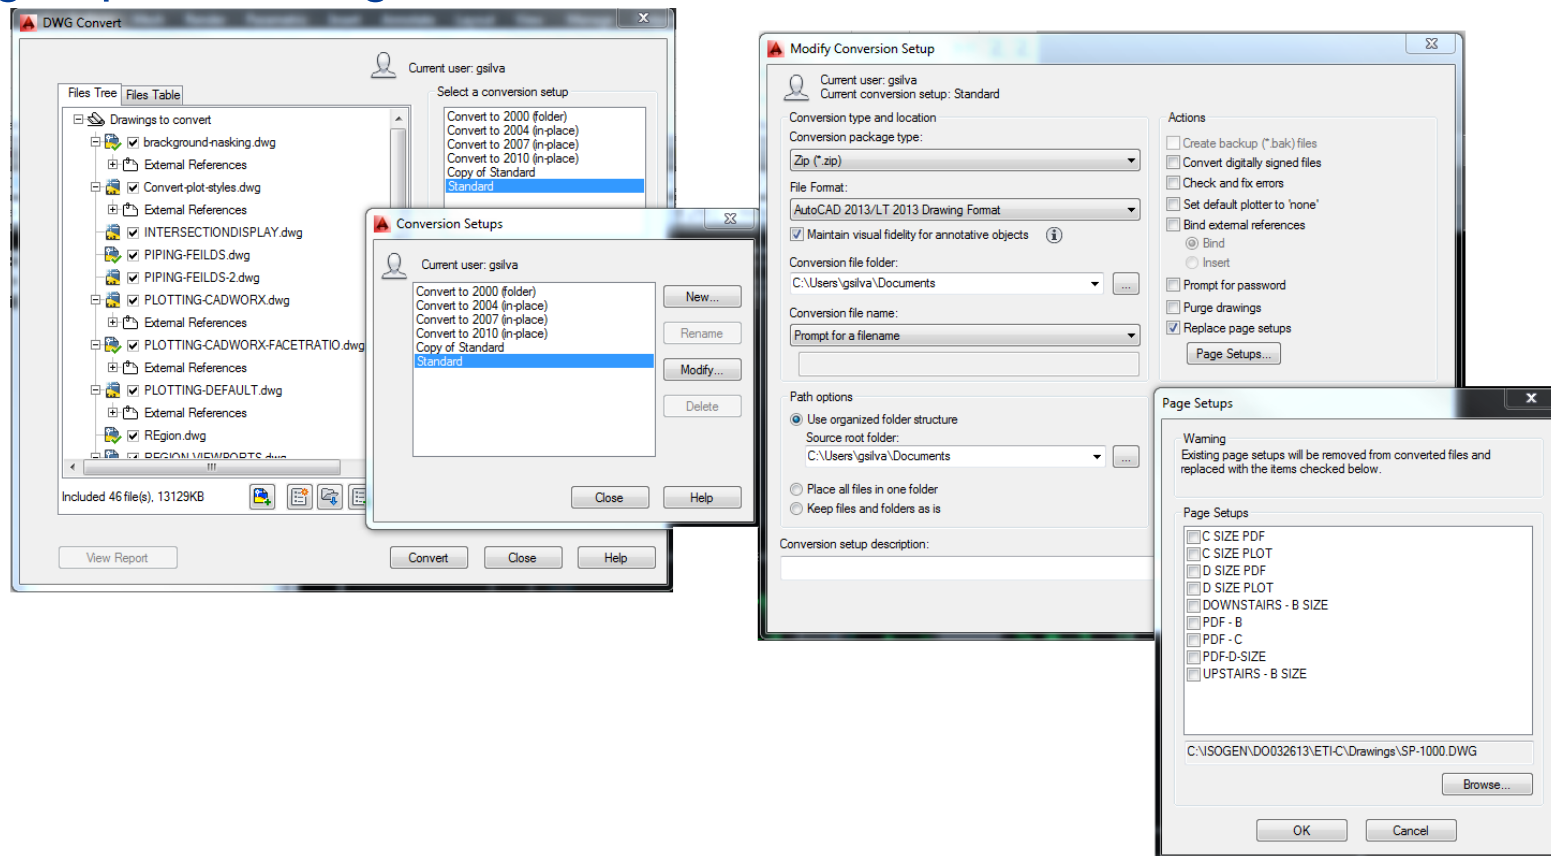 DWG Convert
Current user: gsilva
Files Tree
Files Table
Select a conversion setup
Drawings to convert
brackground-nasking.dwg
External References
Convert-plot-styles.dwg
External References
INTERSECTIONDISPLAY.dwg
PIPING-FEILDS.dwg
PIPING-FEILDS-2.dwg
PLOTTING-CADWORX.dwg
External References
PLOTTING-CADWORX-FACETRATIO.dwg
External References
PLOTTING-DEFAULT.dwg
External References
REgion.dwg
REGION VIEWPORTS.dwg
Convert to 2000 (folder)
Convert to 2004 (in-place)
Convert to 2007 (in-place)
Convert to 2010 (in-place)
Copy of Standard
Standard
Included 46 file(s), 13129KB
View Report
Convert
Close
Help
Conversion Setups
Current user: gsilva
Convert to 2000 (folder)
Convert to 2004 (in-place)
Convert to 2007 (in-place)
Convert to 2010 (in-place)
Copy of Standard
Standard
New...
Rename
Modify...
Delete
Close
Help
Modify Conversion Setup
Current user: gsilva
Current conversion setup: Standard
Conversion type and location
Conversion package type:
Zip (*.zip)
File Format:
AutoCAD 2013/LT 2013 Drawing Format
Maintain visual fidelity for annotative objects
Conversion file folder:
C:\Users\gsilva\Documents
...
Conversion file name:
Prompt for a filename
Path options
Use organized folder structure
Source root folder:
C:\Users\gsilva\Documents
...
Place all files in one folder
Keep files and folders as is
Conversion setup description:
Actions
Create backup (*.bak) files
Convert digitally signed files
Check and fix errors
Set default plotter to 'none'
Bind external references
Bind
Insert
Prompt for password
Purge drawings
Replace page setups
Page Setups...
Page Setups
Warning
Existing page setups will be removed from converted files and
replaced with the items checked below.
Page Setups
C SIZE PDF
C SIZE PLOT
D SIZE PDF
D SIZE PLOT
DOWNSTAIRS - B SIZE
PDF - B
PDF - C
PDF-D-SIZE
UPSTAIRS - B SIZE
C:\ISOGEN\DO032613\ETI-C\Drawings\SP-1000.DWG
Browse...
OK
Cancel